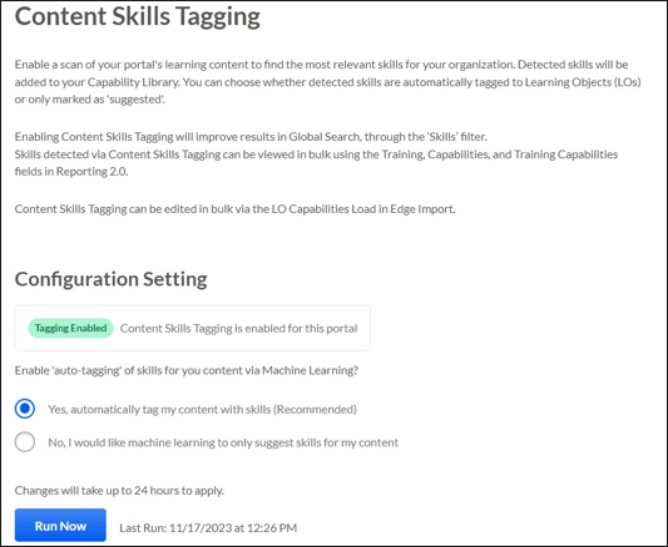 Content Skills Tagging
Enable a scan of your portal's learning content to find the most relevant skills for your organization. Detected skills will be
added to your Capability Library. You can choose whether detected skills are automatically tagged to Learning Objects (LOs)
or only marked as 'suggested'.
Enabling Content Skills Tagging will improve results in Global Search, through the 'Skills' filter.
Skills detected via Content Skills Tagging can be viewed in bulk using the Training, Capabilities, and Training Capabilities
fields in Reporting 2.0.
Content Skills Tagging can be edited in bulk via the LO Capabilities Load in Edge Import.
Configuration Setting
Tagging Enabled Content Skills Tagging is enabled for this portal
Enable 'auto-tagging' of skills for you content via Machine Learning?
Yes, automatically tag my content with skills (Recommended)
No, I would like machine learning to only suggest skills for my content
Changes will take up to 24 hours to apply.
Run Now Last Run: 11/17/2023 at 12:26 PM